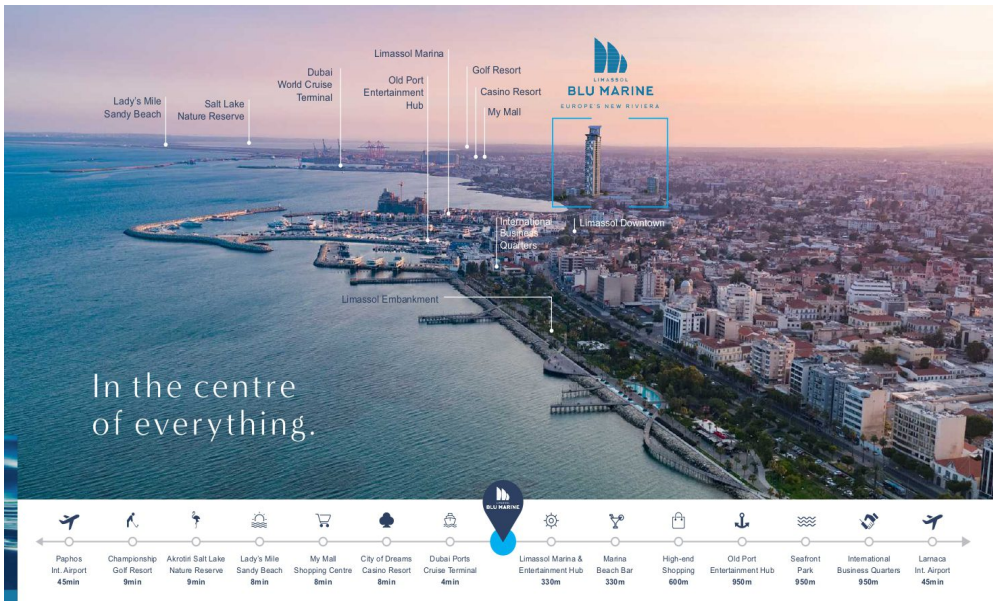 LIMASSOL
BLU MARINE
EUROPE'S NEW RIVIERA
Limassol Marina
Golf Resort
Dubai
World Cruise
Terminal
Old Port
Entertainment
Hub
Casino Resort
My Mall
Lady's Mile
Sandy Beach
Salt Lake
Nature Reserve
International
Business
Quarters
Limassol Downtown
Limassol Embankment
In the centre
of everything.
LIMASSOL
BLU MARINE
Paphos
Int. Airport
45min
Championship
Golf Resort
9min
Akrotiri Salt Lake
Nature Reserve
9min
Lady's Mile
Sandy Beach
8min
My Mall
Shopping Centre
8min
City of Dreams
Casino Resort
8min
Dubai Ports
Cruise Terminal
4min
Limassol Marina &
Entertainment Hub
330m
Marina
Beach Bar
330m
High-end
Shopping
600m
Old Port
Entertainment Hub
950m
Seafront
Park
950m
International
Business Quarters
950m
Larnaca
Int. Airport
45min